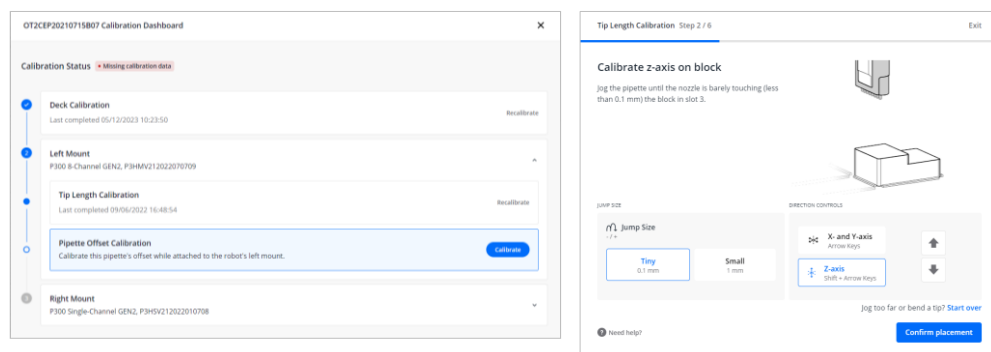 OT2CEP20210715B07 Calibration Dashboard
Calibration Status • Missing calibration data
Deck Calibration
Last completed 05/12/2023 10:23:50
Recalibrate
2
Left Mount
P300 8-Channel GEN2, P3HMV212022070709
Tip Length Calibration
Last completed 09/06/2022 16:48:54
Recalibrate
Pipette Offset Calibration
Calibrate this pipette's offset while attached to the robot's left mount.
Calibrate
3
Right Mount
P300 Single-Channel GEN2, P3HSV212022010708
Tip Length Calibration Step 2 / 6
Exit
Calibrate z-axis on block
Jog the pipette until the nozzle is barely touching (less
than 0.1 mm) the block in slot 3.
JUMP SIZE
Jump Size
- / +
Tiny
0.1 mm
Small
1 mm
DIRECTION CONTROLS
X- and Y-axis
Arrow Keys
Z-axis
Shift + Arrow Keys
Jog too far or bend a tip? Start over
? Need help?
Confirm placement